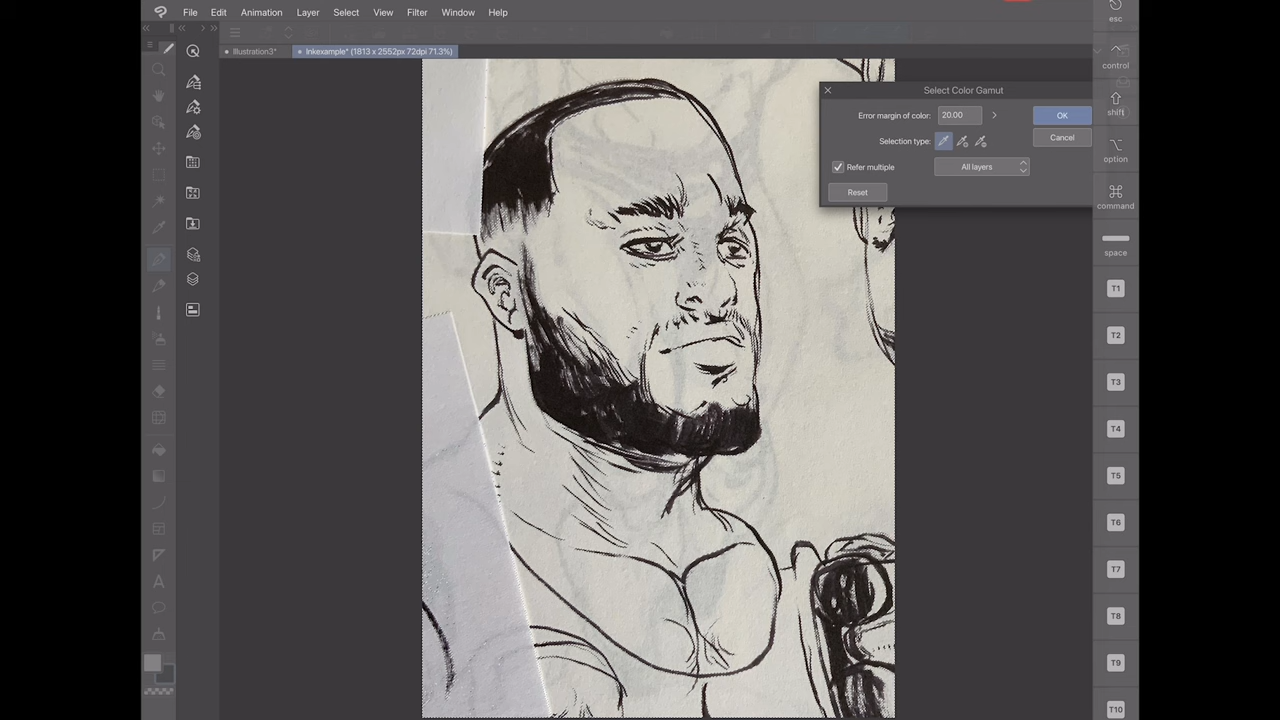 File Edit Animation Layer Select View Filter Window Help
Illustration3*
Inkexample* (1813 x 2552px 72dpi 71.3%)
Select Color Gamut
Error margin of color: 20.00
OK
Selection type:
Cancel
Refer multiple
All layers
Reset
esc
control
shift
option
command
space
T1
T2
T3
T4
T5
T6
T7
T8
T9
T10